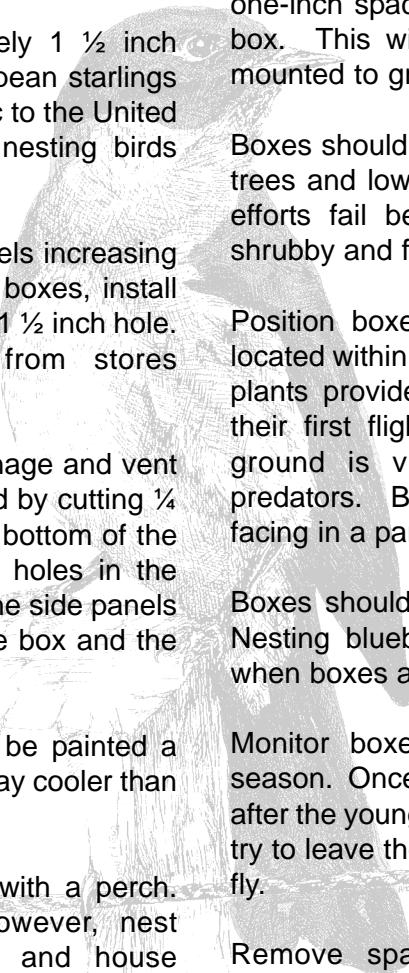 ely 1 ½ inch
pean starlings
c to the United
nesting birds
els increasing
boxes, install
1 ½ inch hole.
from stores
nage and vent
d by cutting ¼
bottom of the
holes in the
he side panels
e box and the
be painted a
ay cooler than
with a perch.
owever, nest
and house
one-inch spac
box. This wi
mounted to gr
Boxes should
trees and low
efforts fail be
shrubby and f
Position boxe
located within
plants provide
their first fligh
ground is v
predators. B
facing in a par
Boxes should
Nesting blueb
when boxes a
Monitor boxe
season. Once
after the young
try to leave th
fly.
Remove spa